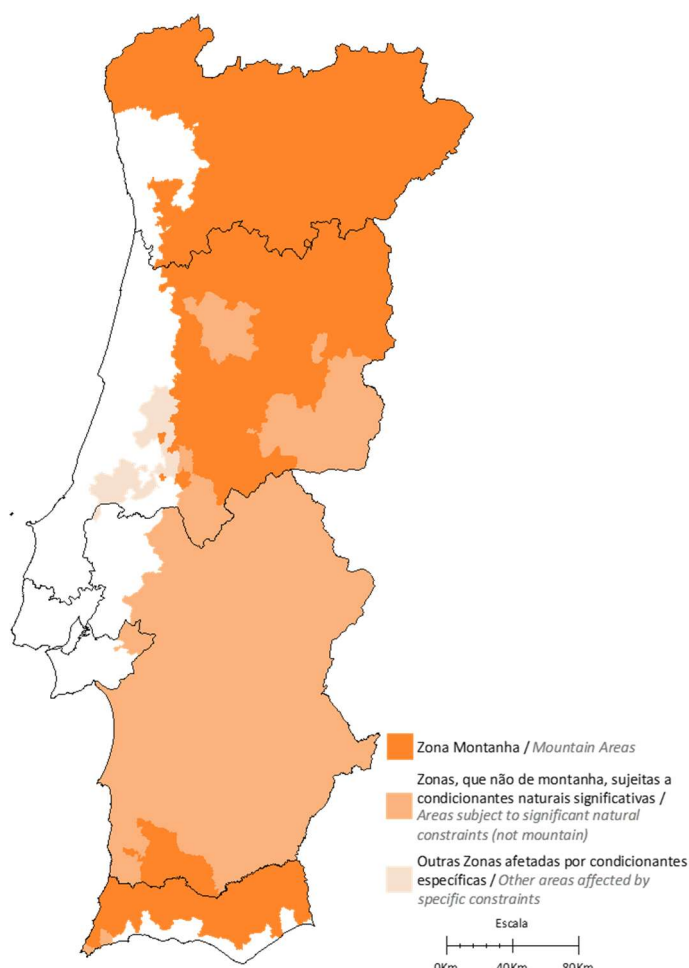 Zona Montanha / Mountain Areas
Zonas, que não de montanha, sujeitas a
condicionantes naturais significativas /
Areas subject to significant natural
constraints (not mountain)
Outras Zonas afetadas por condicionantes
específicas / Other areas affected by
specific constraints
Escala
0Km 40Km 80Km